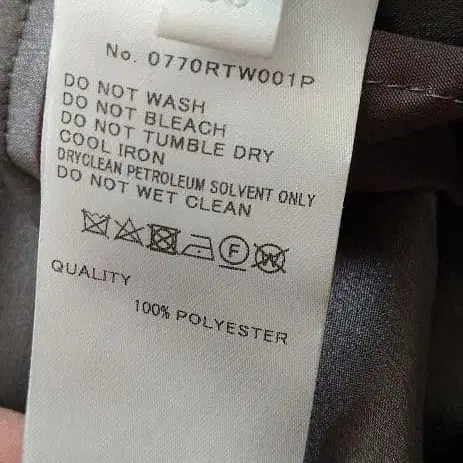 No. 0770RTW001P
DO NOT WASH
DO NOT BLEACH
DO NOT TUMBLE DRY
COOL IRON
DRYCLEAN PETROLEUM SOLVENT ONLY
DO NOT WET CLEAN
F W
QUALITY
100% POLYESTER